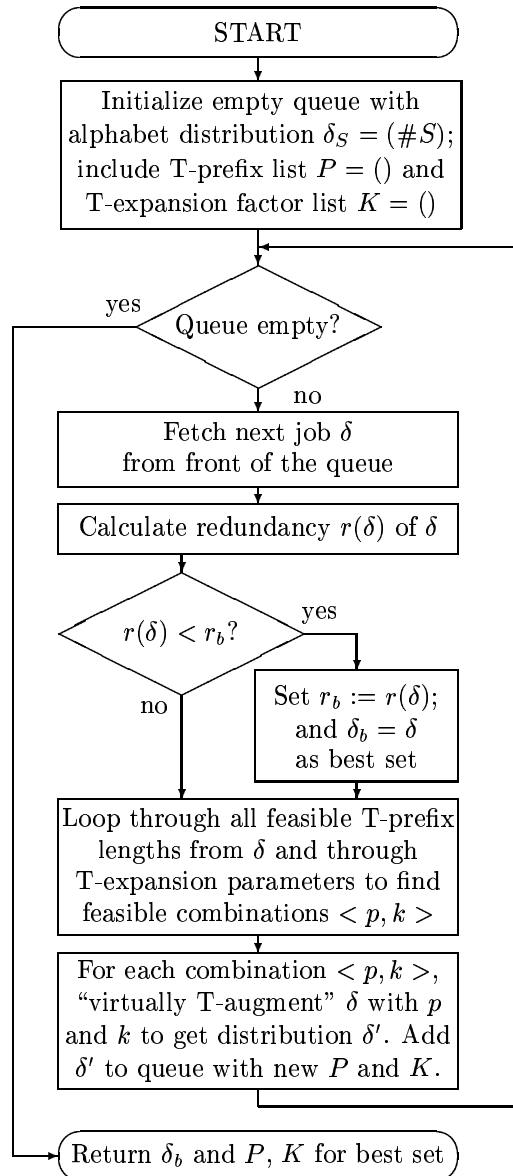 START
Initialize empty queue with
alphabet distribution δ_S = (#S);
include T-prefix list P = () and
T-expansion factor list K = ()
yes
Queue empty?
no
Fetch next job δ
from front of the queue
Calculate redundancy r(δ) of δ
r(δ) < r_b?
yes
no
Set r_b := r(δ);
and δ_b = δ
as best set
Loop through all feasible T-prefix
lengths from δ and through
T-expansion parameters to find
feasible combinations < p, k >
For each combination < p, k >,
“virtually T-augment” δ with p
and k to get distribution δ′. Add
δ′ to queue with new P and K.
Return δ_b and P, K for best set